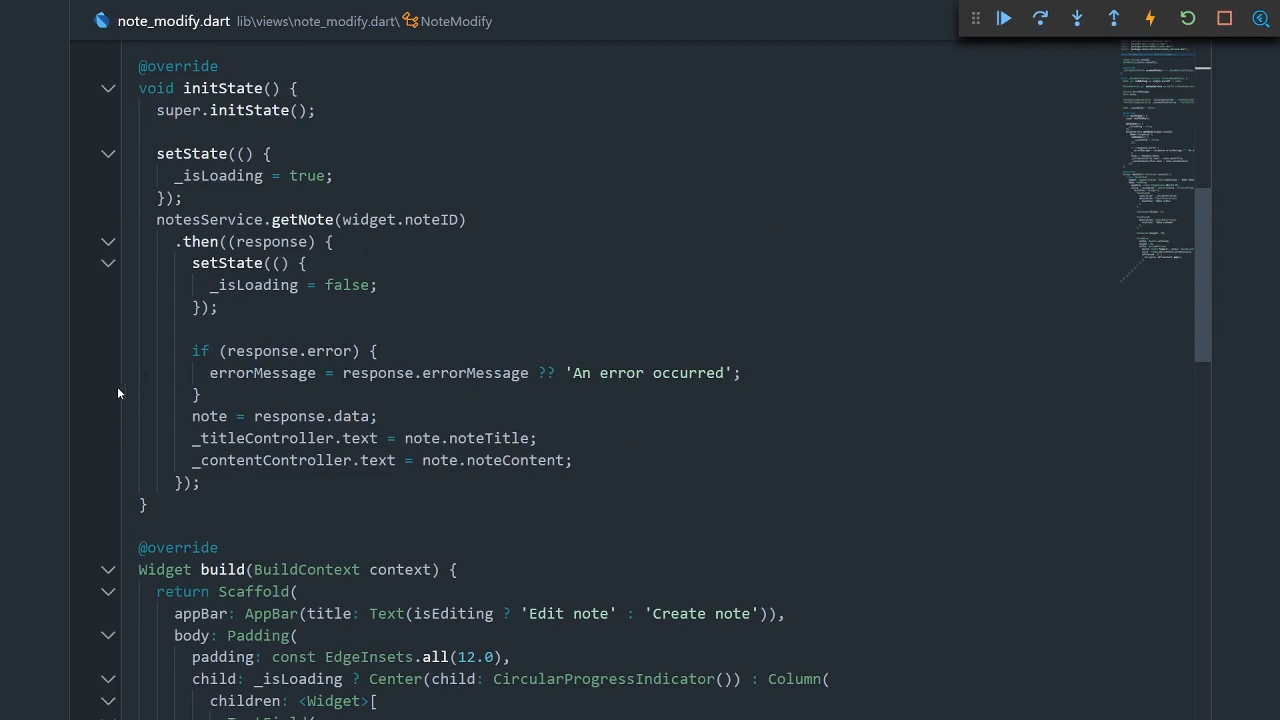 note_modify.dart lib\views\note_modify.dart\ NoteModify
@override
void initState() {
super.initState();
setState(() {
_isLoading = true;
});
notesService.getNote(widget.noteID)
.then((response) {
setState(() {
_isLoading = false;
});
if (response.error) {
errorMessage = response.errorMessage ?? 'An error occurred';
}
note = response.data;
_titleController.text = note.noteTitle;
_contentController.text = note.noteContent;
});
}
@override
Widget build(BuildContext context) {
return Scaffold(
appBar: AppBar(title: Text(isEditing ? 'Edit note' : 'Create note')),
body: Padding(
padding: const EdgeInsets.all(12.0),
child: _isLoading ? Center(child: CircularProgressIndicator()) : Column(
children: <Widget>[